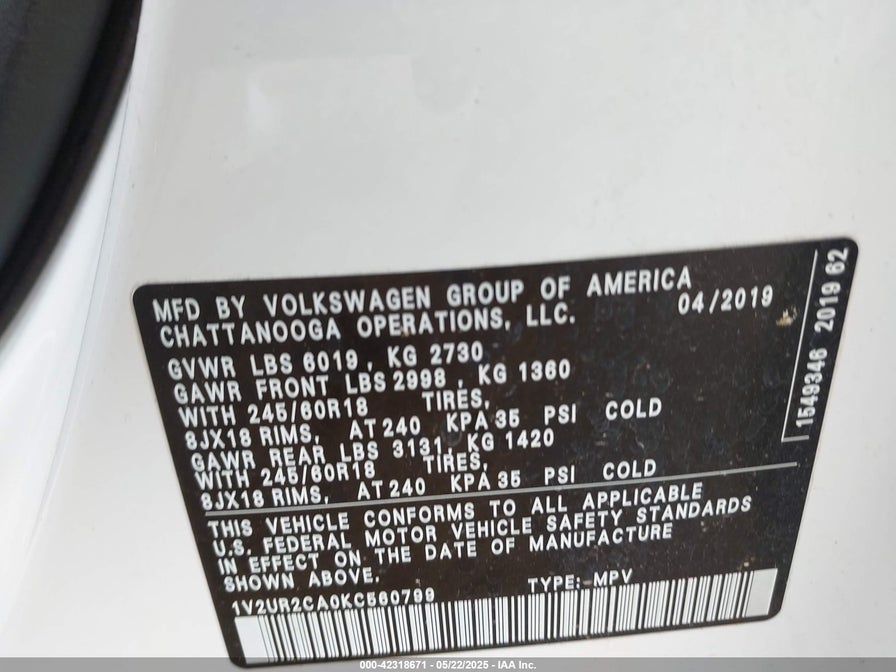 MFD BY VOLKSWAGEN GROUP OF AMERICA
CHATTANOOGA OPERATIONS, LLC. 04/2019
GVWR LBS 6019 , KG 2730
GAWR FRONT LBS 2998 , KG 1360
WITH 245/60R18 TIRES,
8JX18 RIMS, AT 240 KPA 35 PSI COLD
GAWR REAR LBS 3131, KG 1420
WITH 245/60R18 TIRES,
8JX18 RIMS, AT 240 KPA 35 PSI COLD
THIS VEHICLE CONFORMS TO ALL APPLICABLE
U.S. FEDERAL MOTOR VEHICLE SAFETY STANDARDS
IN EFFECT ON THE DATE OF MANUFACTURE
SHOWN ABOVE.
TYPE: MPV
1V2UR2CA0KC560799
1549346 2019 62
000-42318671 - 05/22/2025 - IAA Inc.